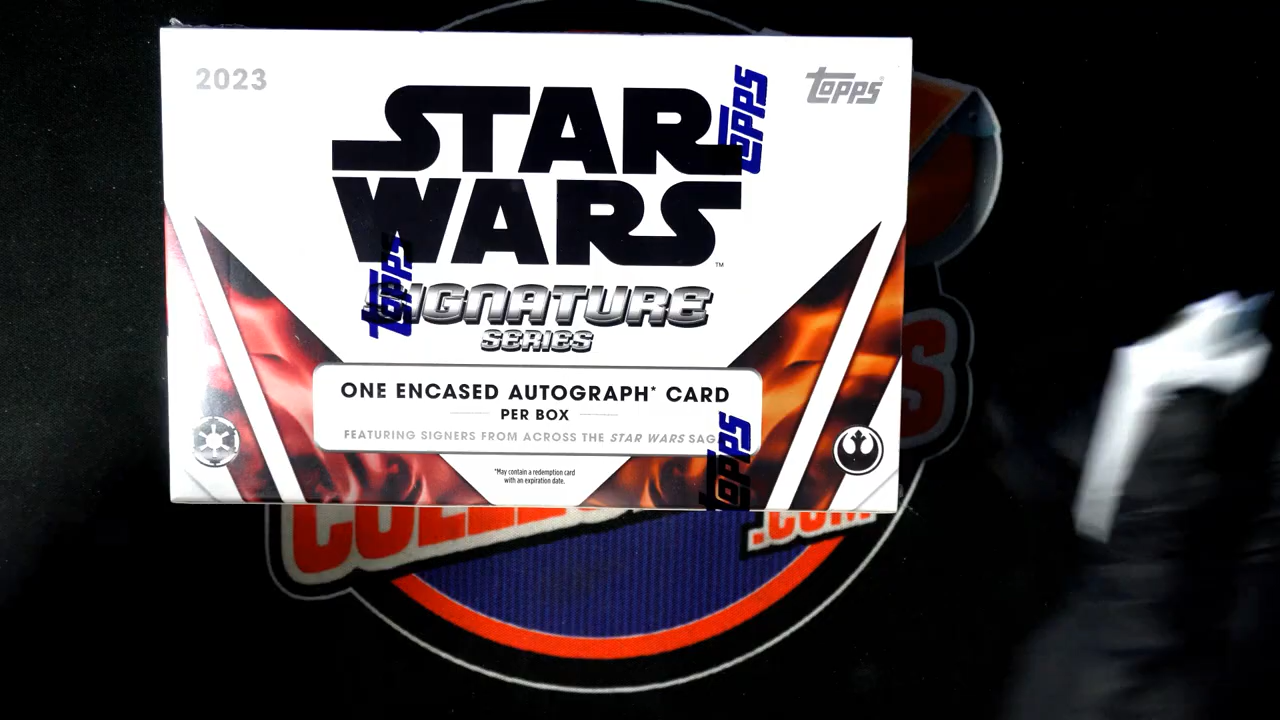 2023
topps
STAR
WARS
TM
SIGNATURE
SERIES
ONE ENCASED AUTOGRAPH* CARD
PER BOX
FEATURING SIGNERS FROM ACROSS THE STAR WARS SAGA
*May contain a redemption card
with an expiration date.
topps
topps
topps
.COM